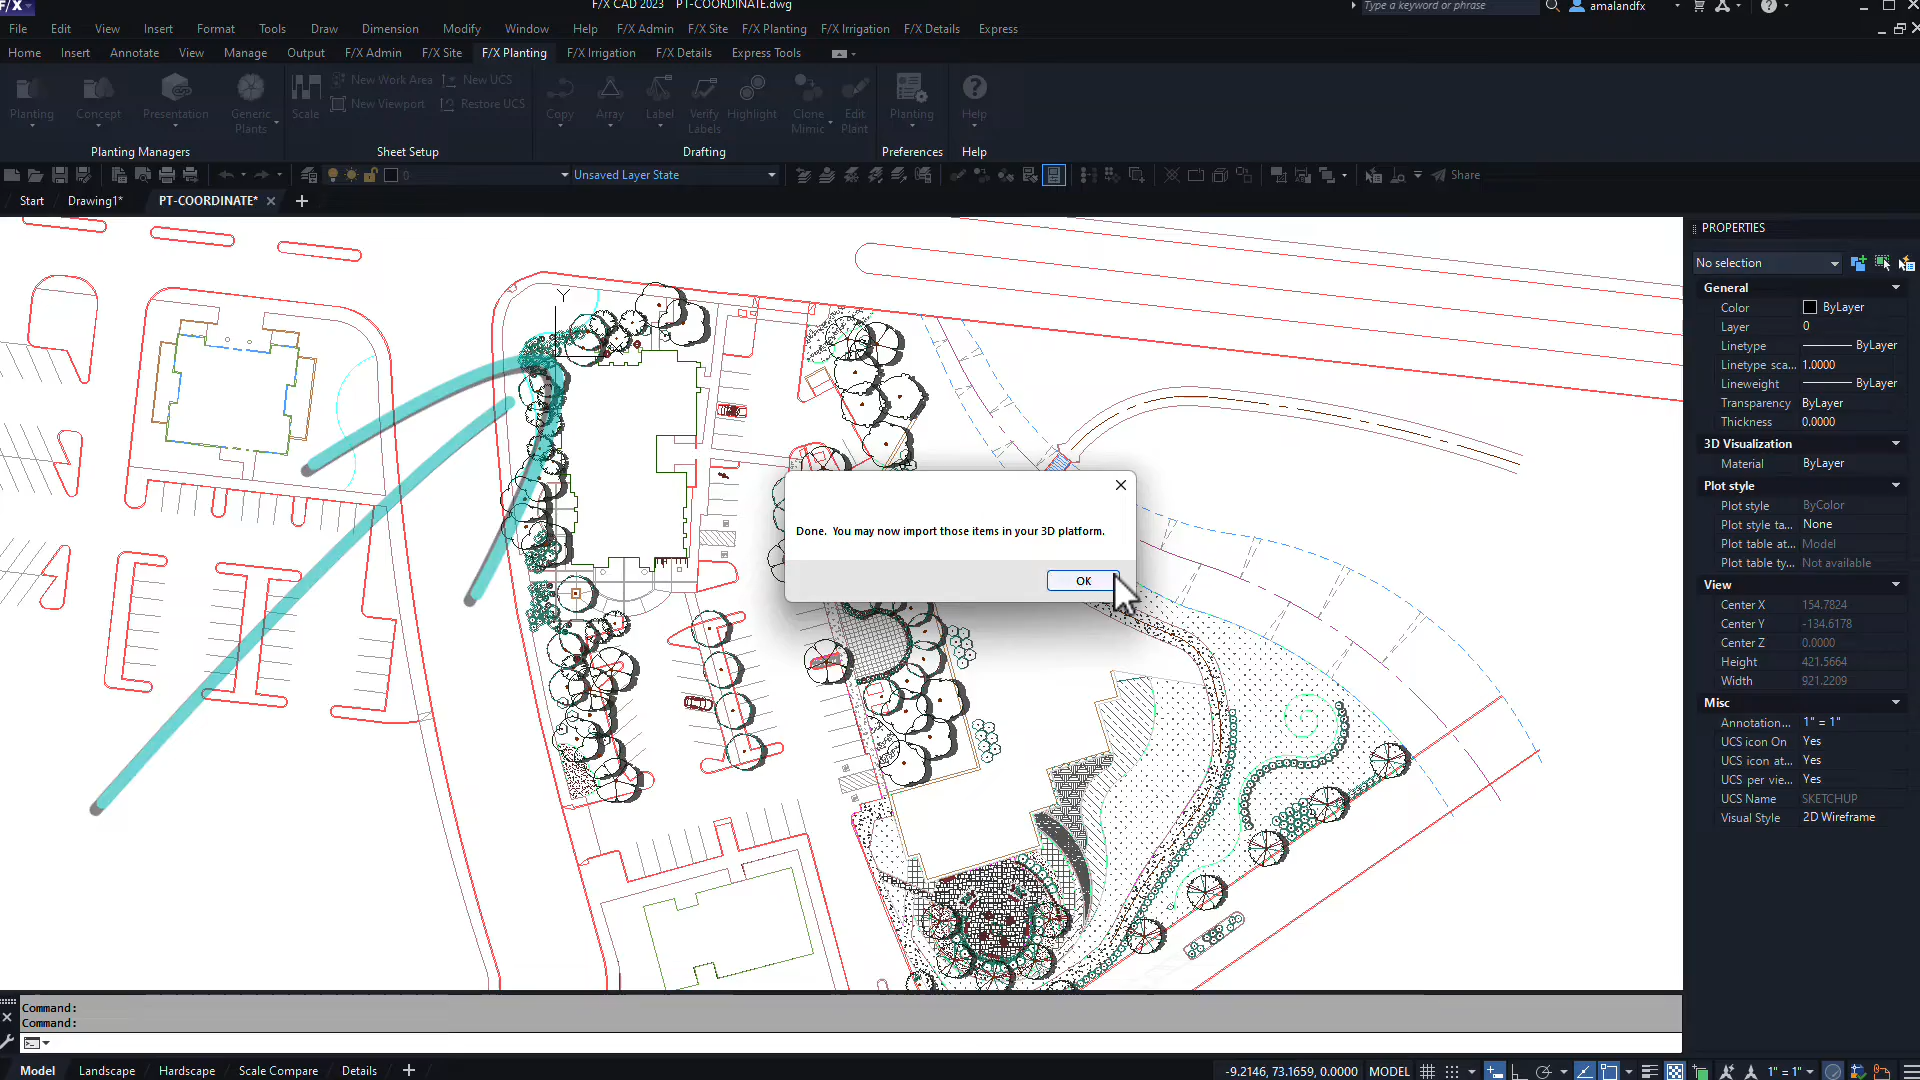 F/X CAD 2023 PT-COORDINATE.dwg
Type a keyword or phrase
amalandfx
File Edit View Insert Format Tools Draw Dimension Modify Window Help F/X Admin F/X Site F/X Planting F/X Irrigation F/X Details Express
Home Insert Annotate View Manage Output F/X Admin F/X Site F/X Planting F/X Irrigation F/X Details Express Tools
Planting
Concept
Presentation
Generic Plants
Planting Managers
Scale
New Work Area
New UCS
New Viewport
Restore UCS
Sheet Setup
Copy
Array
Label
Verify Labels
Highlight
Clone Mimic
Edit Plant
Drafting
Planting
Preferences
Help
Help
0
Unsaved Layer State
Share
Start Drawing1* PT-COORDINATE*
Y
Done. You may now import those items in your 3D platform.
OK
PROPERTIES
No selection
General
Color ByLayer
Layer 0
Linetype ByLayer
Linetype sca... 1.0000
Lineweight ByLayer
Transparency ByLayer
Thickness 0.0000
3D Visualization
Material ByLayer
Plot style
Plot style ByColor
Plot style ta... None
Plot table at... Model
Plot table ty... Not available
View
Center X 154.7824
Center Y -134.6178
Center Z 0.0000
Height 421.5664
Width 921.2209
Misc
Annotation... 1" = 1"
UCS icon On Yes
UCS icon at... Yes
UCS per vie... Yes
UCS Name SKETCHUP
Visual Style 2D Wireframe
Command:
Command:
Model Landscape Hardscape Scale Compare Details
-9.2146, 73.1659, 0.0000 MODEL
1" = 1"